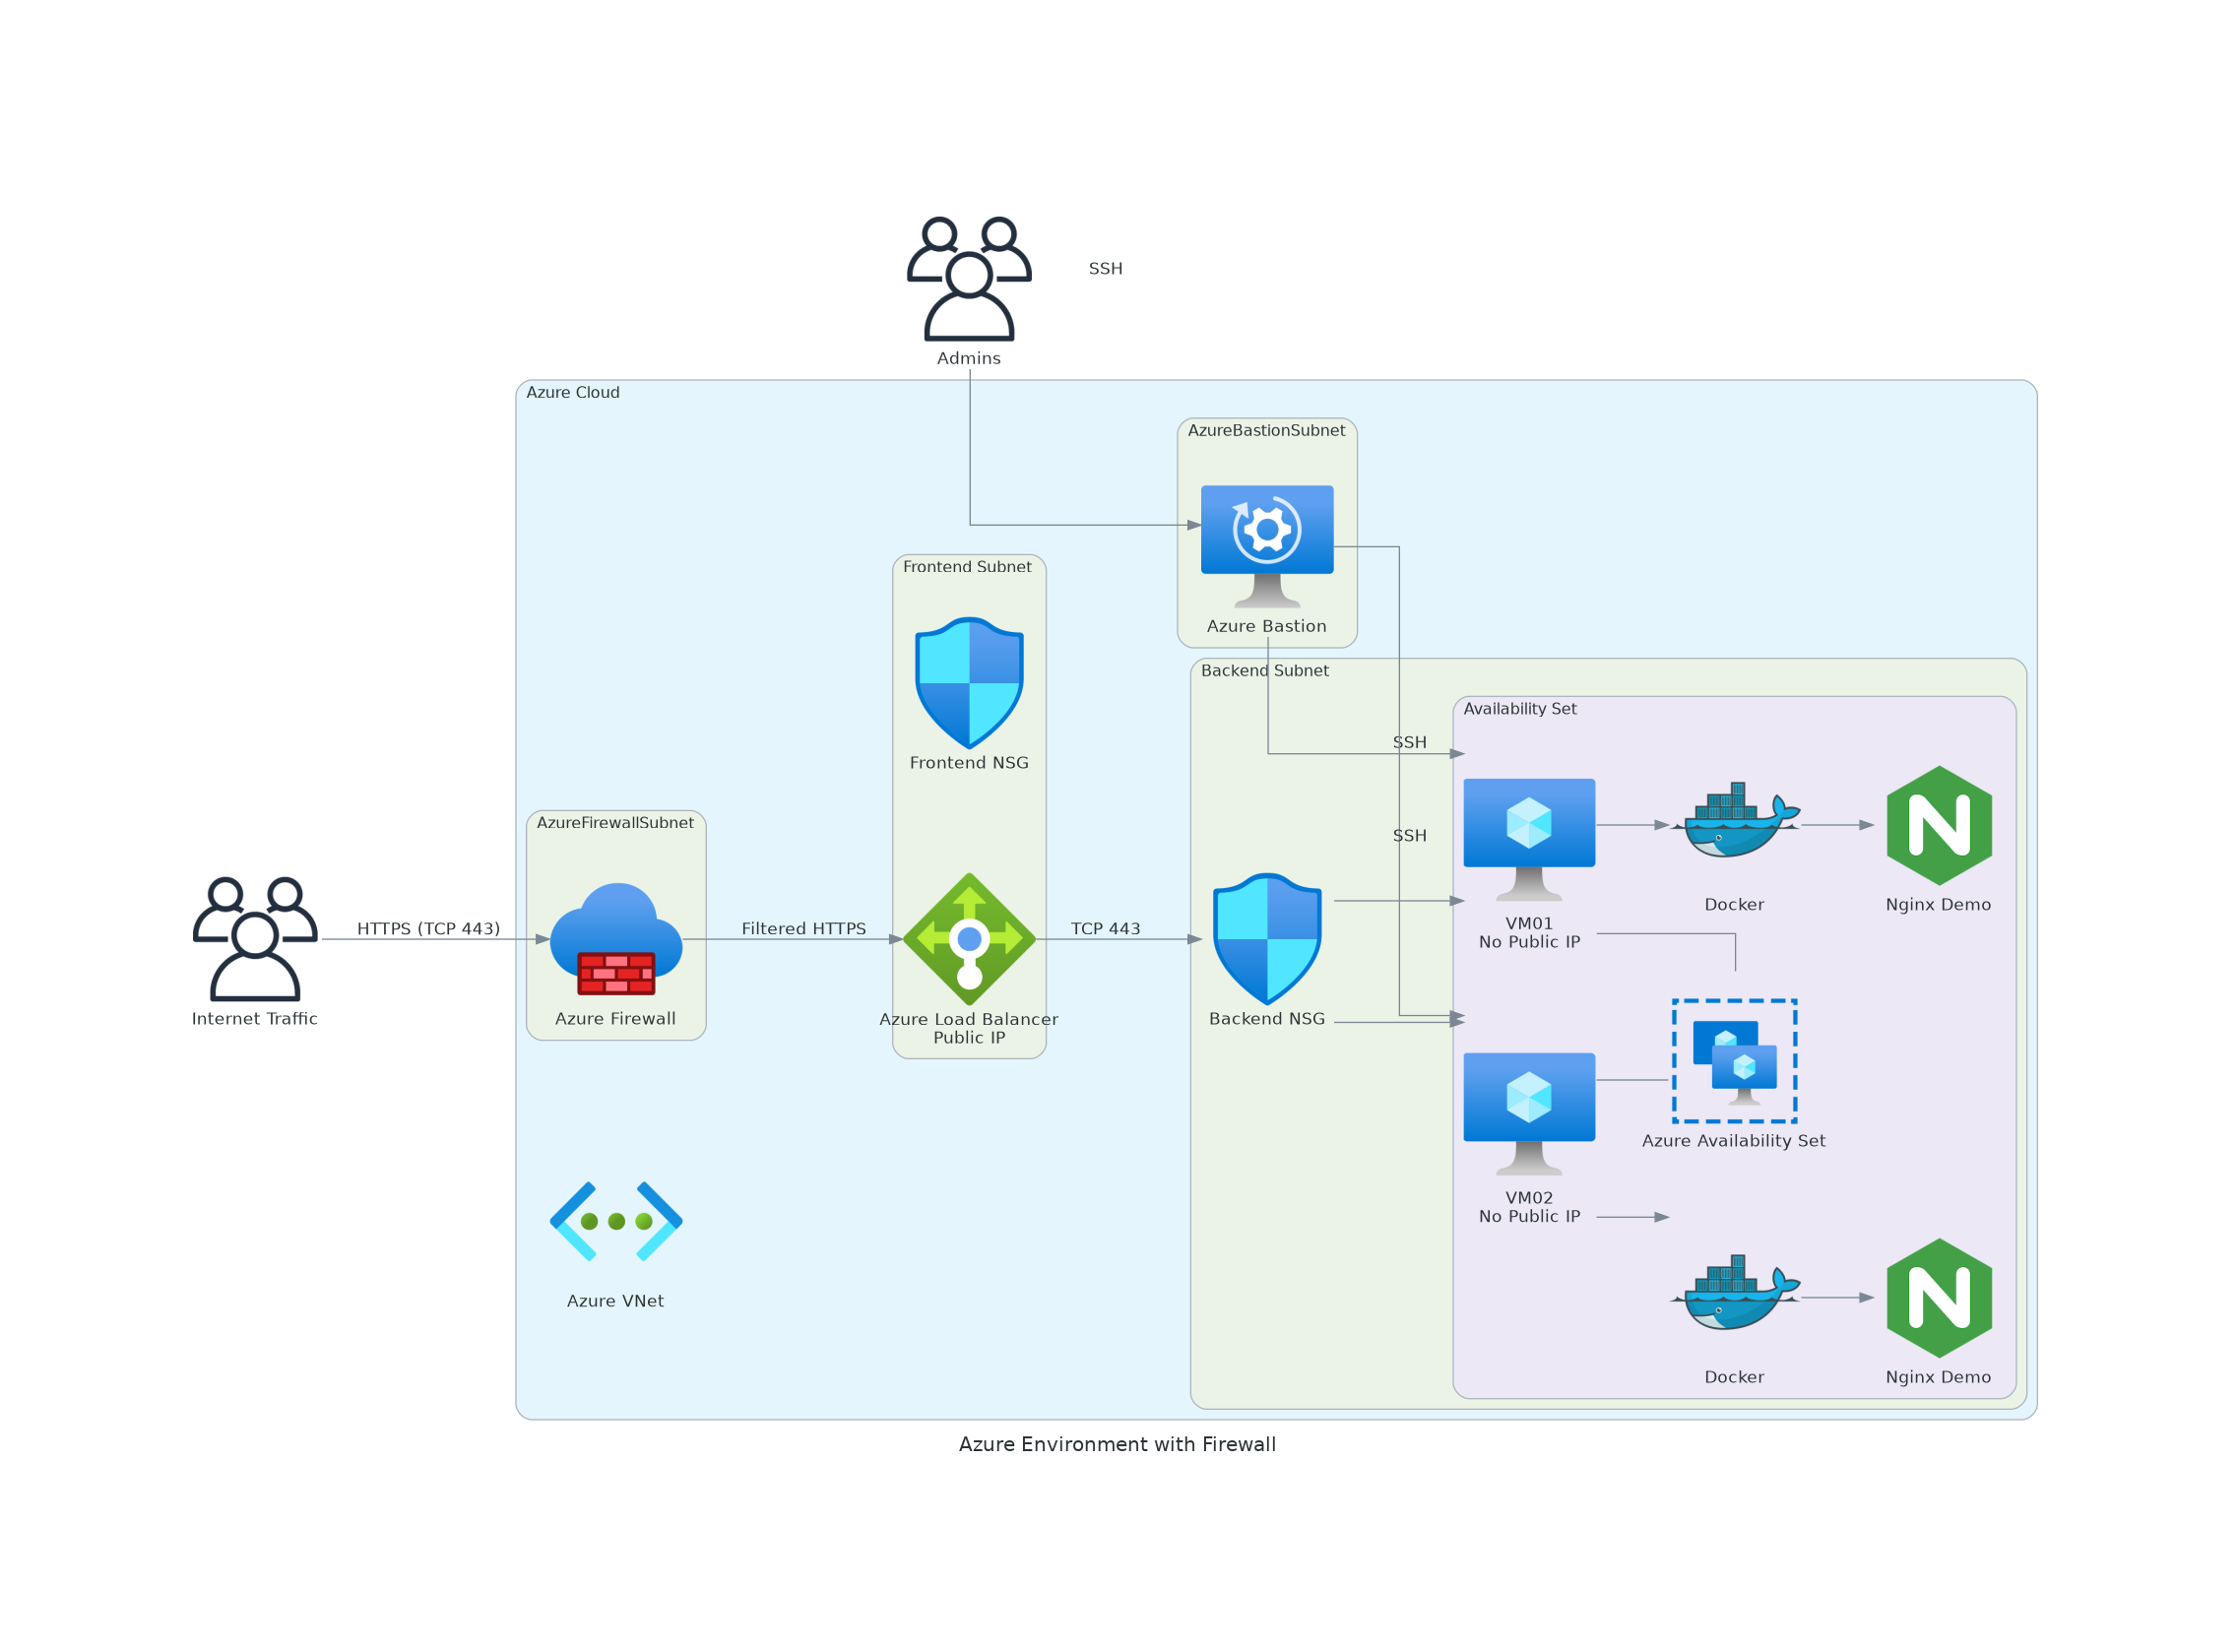 SSH
Admins
Azure Cloud
AzureBastionSubnet
Azure Bastion
Frontend Subnet
Frontend NSG
Backend Subnet
Availability Set
SSH
SSH
AzureFirewallSubnet
Internet Traffic
HTTPS (TCP 443)
Azure Firewall
Filtered HTTPS
Azure Load Balancer
Public IP
TCP 443
Backend NSG
VM01
No Public IP
Docker
Nginx Demo
Azure Availability Set
VM02
No Public IP
Docker
Nginx Demo
Azure VNet
Azure Environment with Firewall